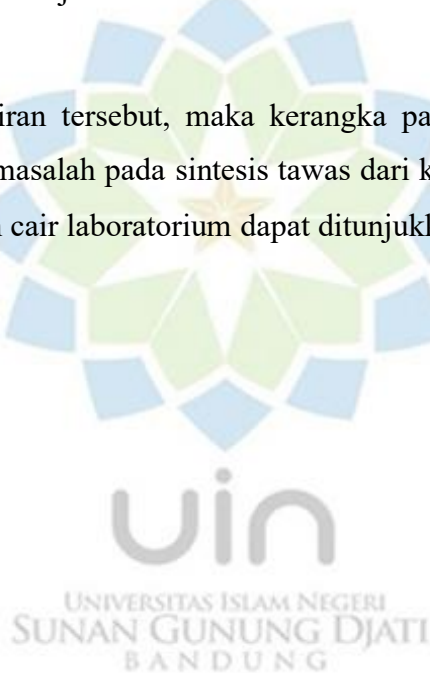 iran tersebut, maka kerangka pa
masalah pada sintesis tawas dari k
cair laboratorium dapat ditunjuk
uin
UNIVERSITAS ISLAM NEGERI
SUNAN GUNUNG DJATI
BANDUNG